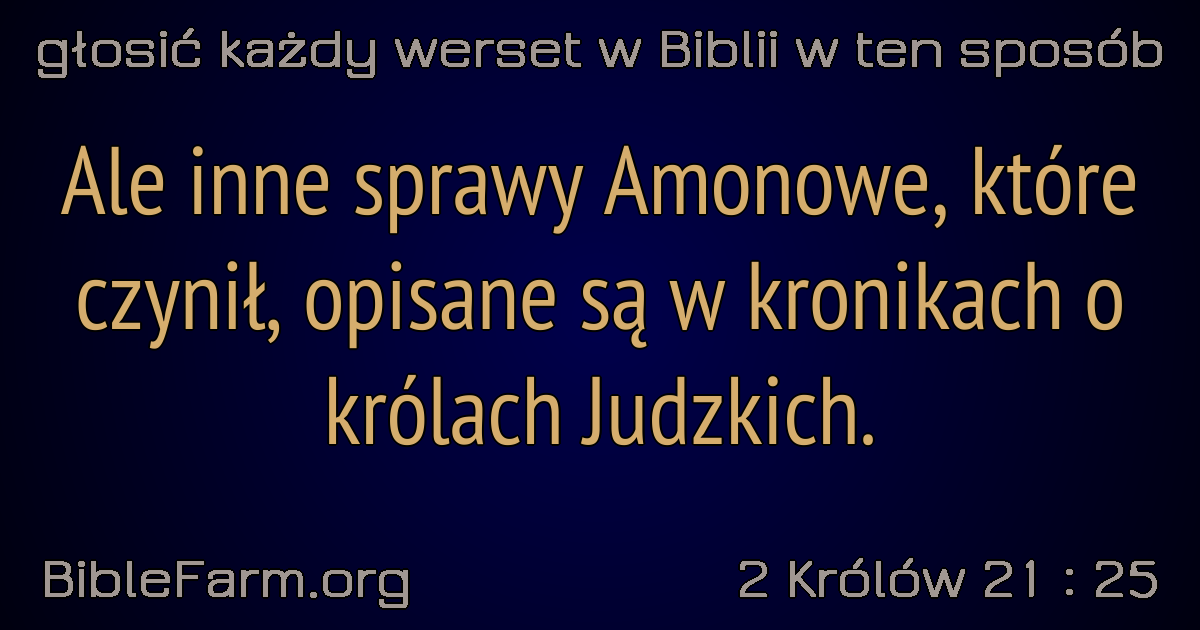 głosić każdy werset w Biblii w ten sposób
Ale inne sprawy Amonowe, które
czynił, opisane są w kronikach o
królach Judzkich.
BibleFarm.org
2 Królów 21 : 25